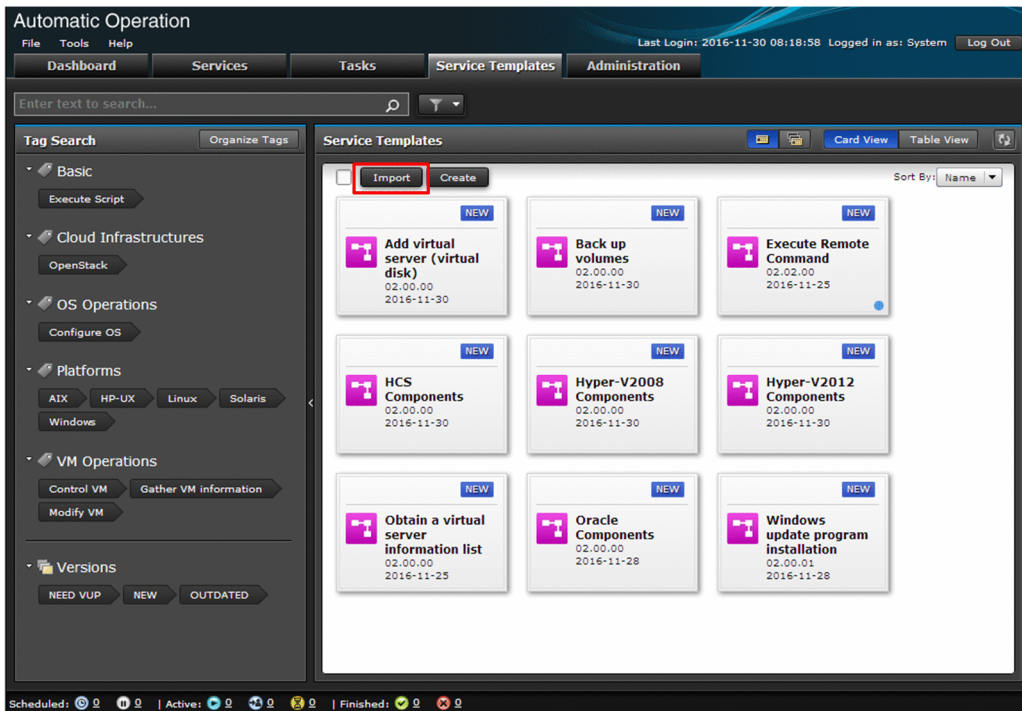 Automatic Operation
File Tools Help
Last Login: 2016-11-30 08:18:58 Logged in as: System Log Out
Dashboard Services Tasks Service Templates Administration
Enter text to search...
Tag Search Organize Tags
Basic
Execute Script
Cloud Infrastructures
OpenStack
OS Operations
Configure OS
Platforms
AIX HP-UX Linux Solaris
Windows
VM Operations
Control VM Gather VM information
Modify VM
Versions
NEED VUP NEW OUTDATED
Service Templates Card View Table View
Import Create Sort By: Name
NEW
Add virtual
server (virtual
disk)
02.00.00
2016-11-30
NEW
Back up
volumes
02.00.00
2016-11-30
NEW
Execute Remote
Command
02.02.00
2016-11-25
NEW
HCS
Components
02.00.00
2016-11-30
NEW
Hyper-V2008
Components
02.00.00
2016-11-30
NEW
Hyper-V2012
Components
02.00.00
2016-11-30
NEW
Obtain a virtual
server
information list
02.00.00
2016-11-25
NEW
Oracle
Components
02.00.00
2016-11-28
NEW
Windows
update program
installation
02.00.01
2016-11-28
Scheduled: 0 0 | Active: 0 0 0 | Finished: 0 0